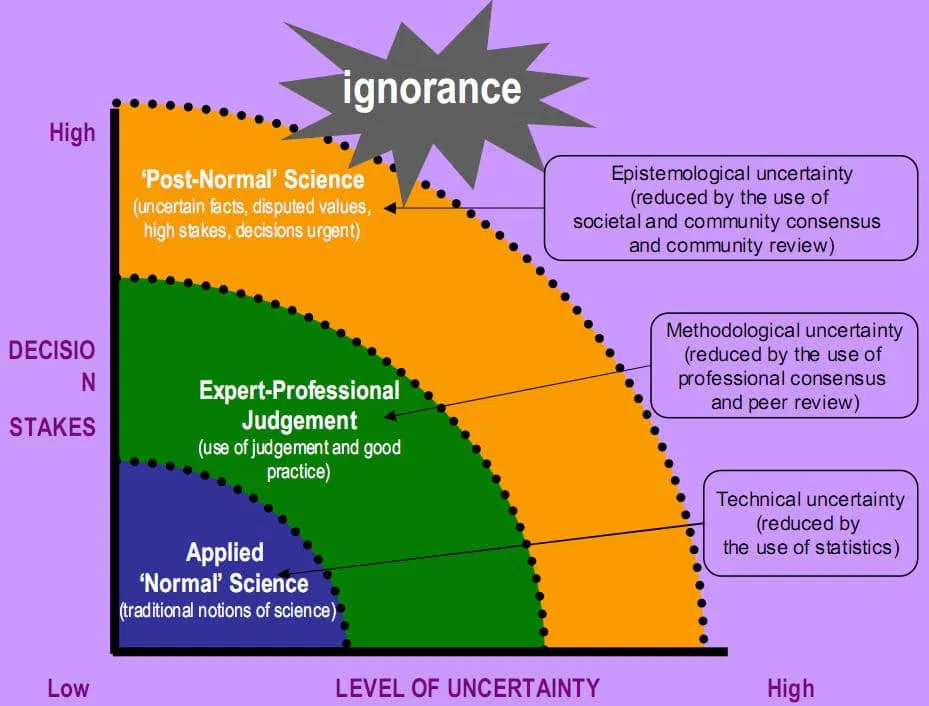 ignorance
High
‘Post-Normal’ Science
(uncertain facts, disputed values,
high stakes, decisions urgent)
Epistemological uncertainty
(reduced by the use of
societal and community consensus
and community review)
Methodological uncertainty
(reduced by the use of
professional consensus
and peer review)
DECISIO
N
STAKES
Expert-Professional
Judgement
(use of judgement and good
practice)
Technical uncertainty
(reduced by
the use of statistics)
Applied
‘Normal’ Science
(traditional notions of science)
Low
LEVEL OF UNCERTAINTY
High